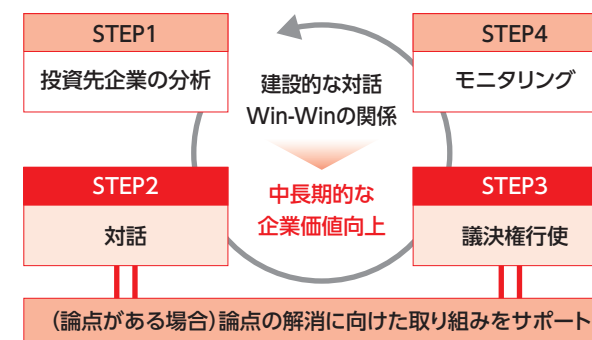 STEP1
投資先企業の分析
STEP4
モニタリング
建設的な対話
Win-Winの関係
中長期的な
企業価値向上
STEP2
対話
STEP3
議決権行使
(論点がある場合)論点の解消に向けた取り組みをサポート